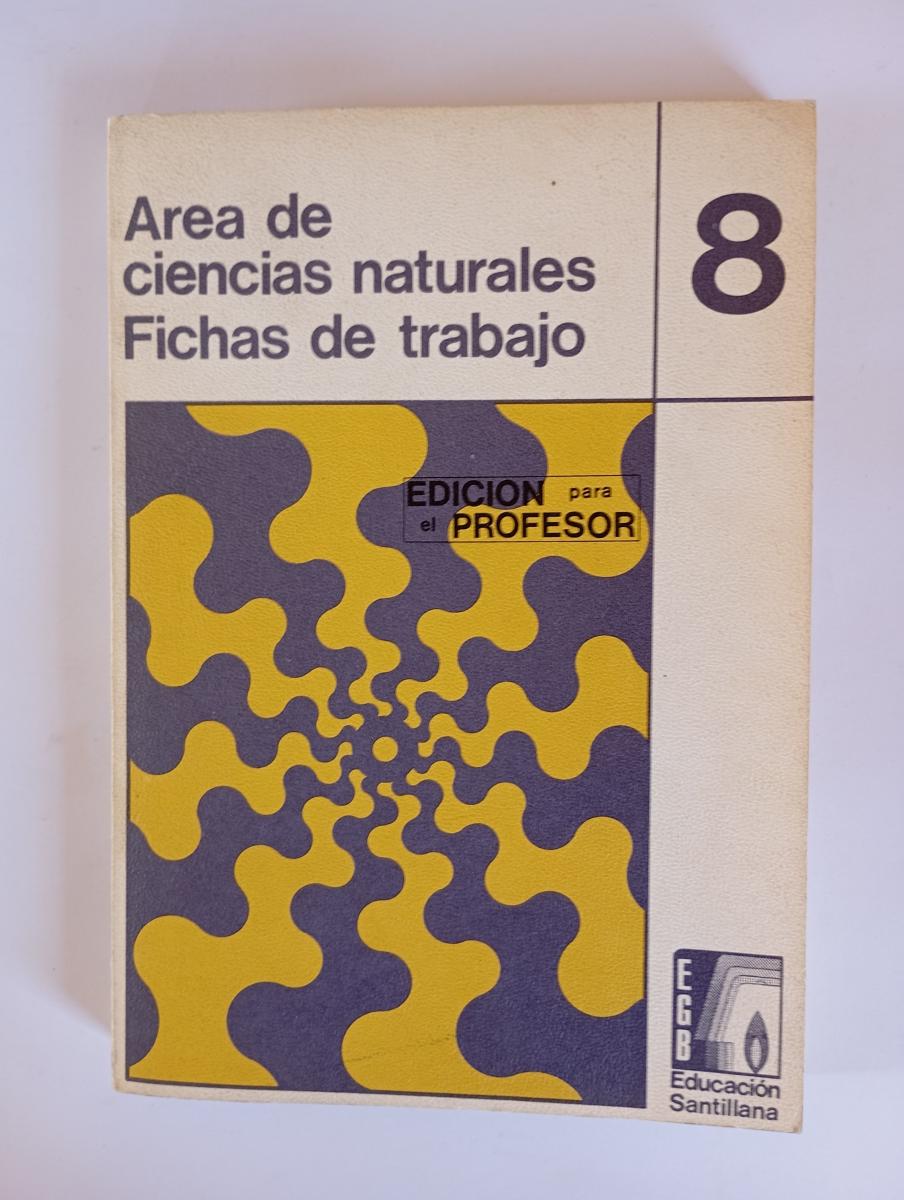 Area de
ciencias naturales
Fichas de trabajo
8
EDICION para
el PROFESOR
EGB
Educación
Santillana